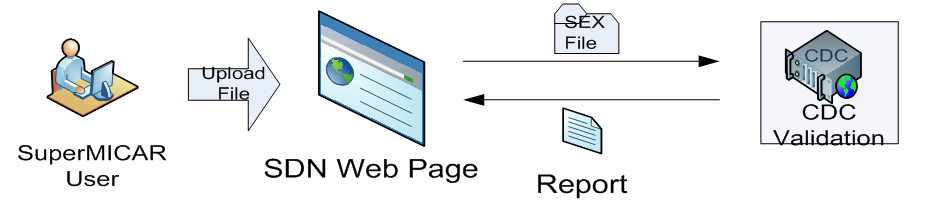 SuperMICAR
User
Upload
File
SDN Web Page
SEX
File
Report
CDC
CDC
Validation